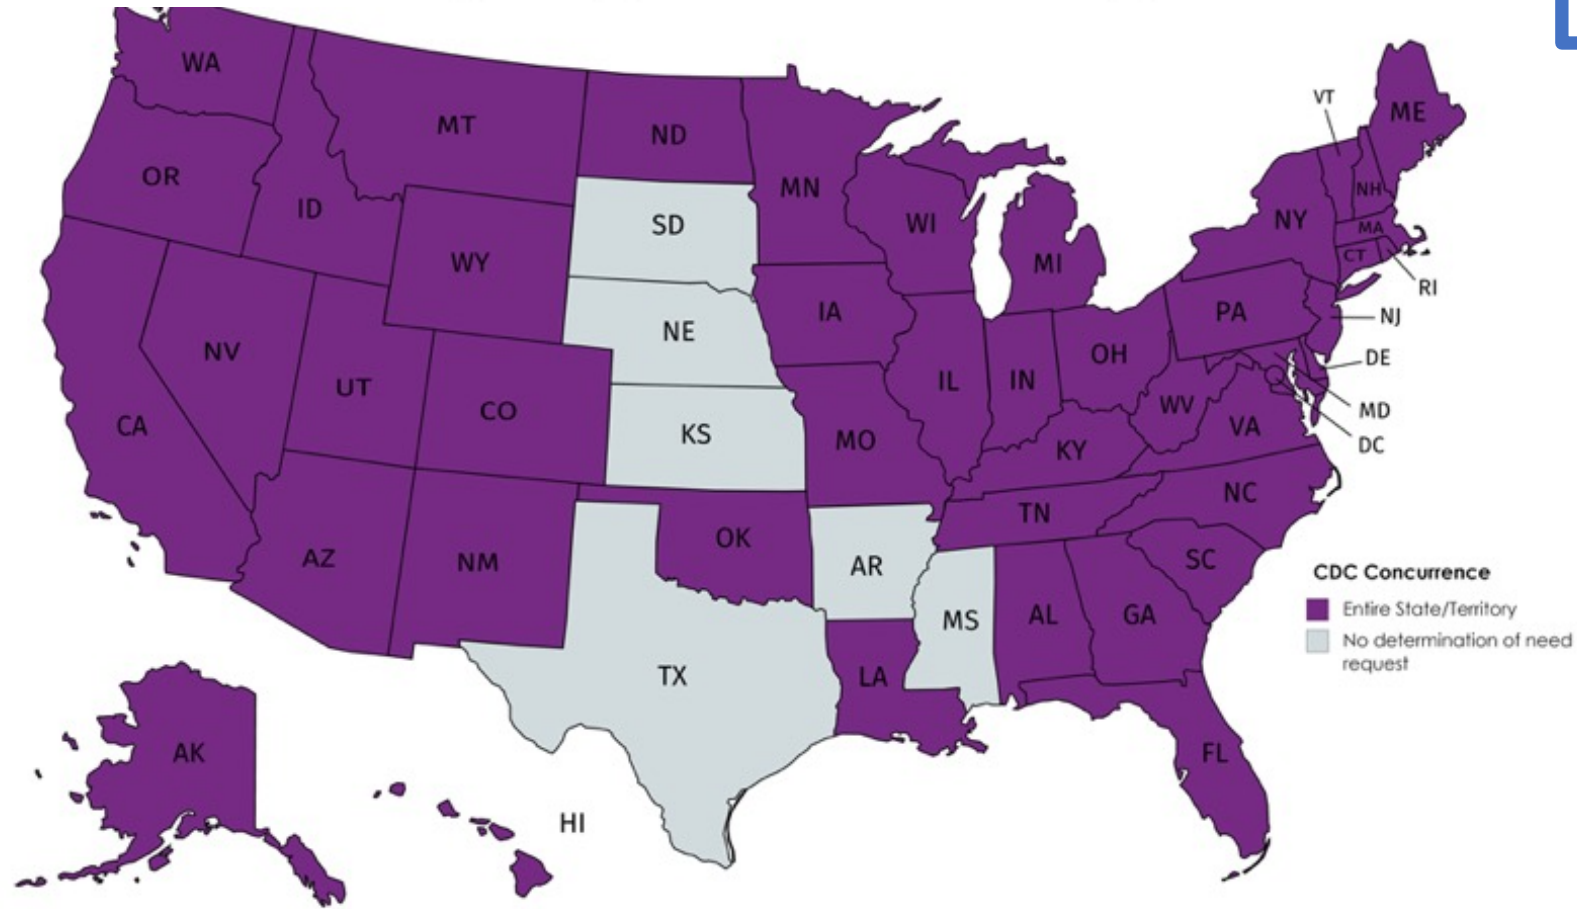 WA
MT
ND
MN
OR
ID
WY
SD
WI
MI
VT
ME
NH
NY
MA
CT
RI
NV
UT
CO
NE
IA
IL
IN
OH
PA
NJ
DE
MD
DC
CA
KS
MO
KY
WV
VA
AZ
NM
OK
AR
TN
NC
SC
MS
AL
GA
TX
LA
FL
AK
HI
CDC Concurrence
Entire State/Territory
No determination of need
request